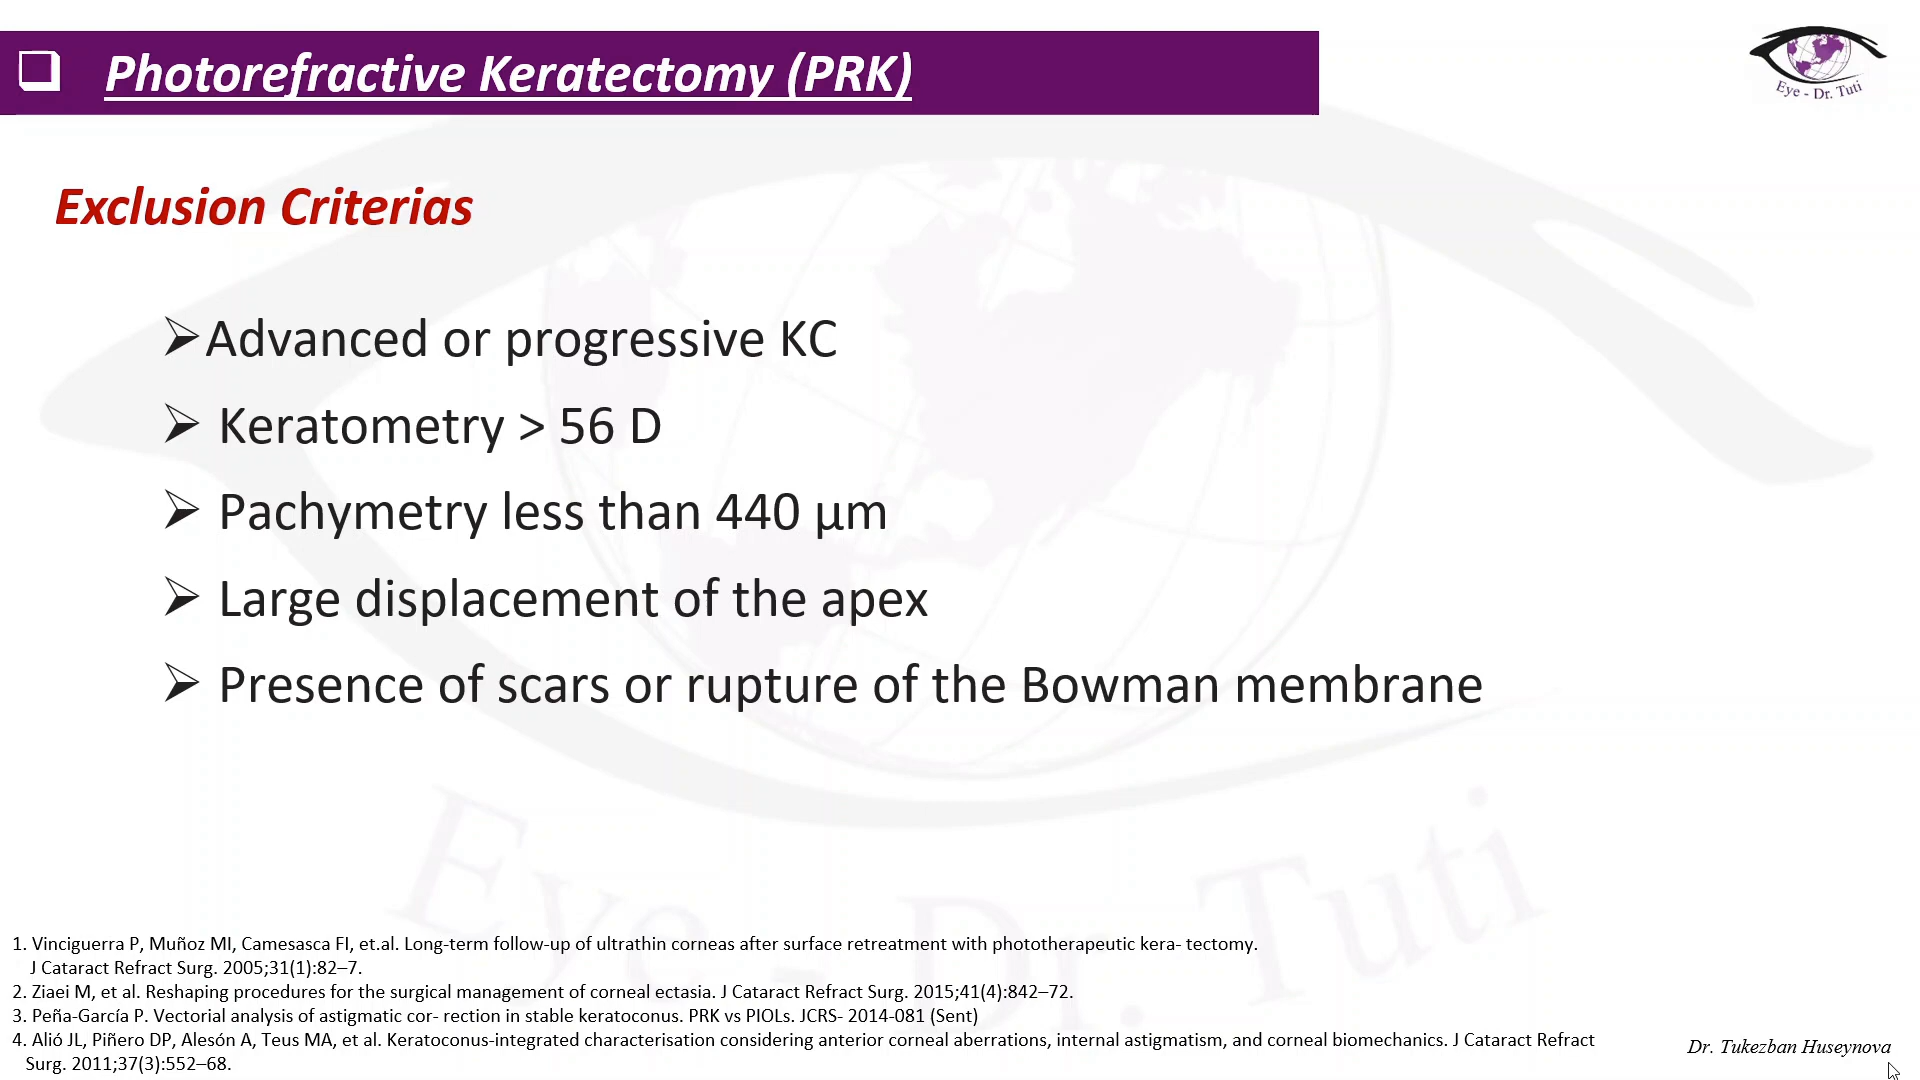 ❑ Photorefractive Keratectomy (PRK)
Eye - Dr. Tuti
Exclusion Criterias
➢Advanced or progressive KC
➢ Keratometry > 56 D
➢ Pachymetry less than 440 µm
➢ Large displacement of the apex
➢ Presence of scars or rupture of the Bowman membrane
Eye - Dr. Tuti
1. Vinciguerra P, Muñoz MI, Camesasca FI, et.al. Long-term follow-up of ultrathin corneas after surface retreatment with phototherapeutic kera- tectomy.
J Cataract Refract Surg. 2005;31(1):82–7.
2. Ziaei M, et al. Reshaping procedures for the surgical management of corneal ectasia. J Cataract Refract Surg. 2015;41(4):842–72.
3. Peña-García P. Vectorial analysis of astigmatic cor- rection in stable keratoconus. PRK vs PIOLs. JCRS- 2014-081 (Sent)
4. Alió JL, Piñero DP, Alesón A, Teus MA, et al. Keratoconus-integrated characterisation considering anterior corneal aberrations, internal astigmatism, and corneal biomechanics. J Cataract Refract
Surg. 2011;37(3):552–68.
Dr. Tukezban Huseynova